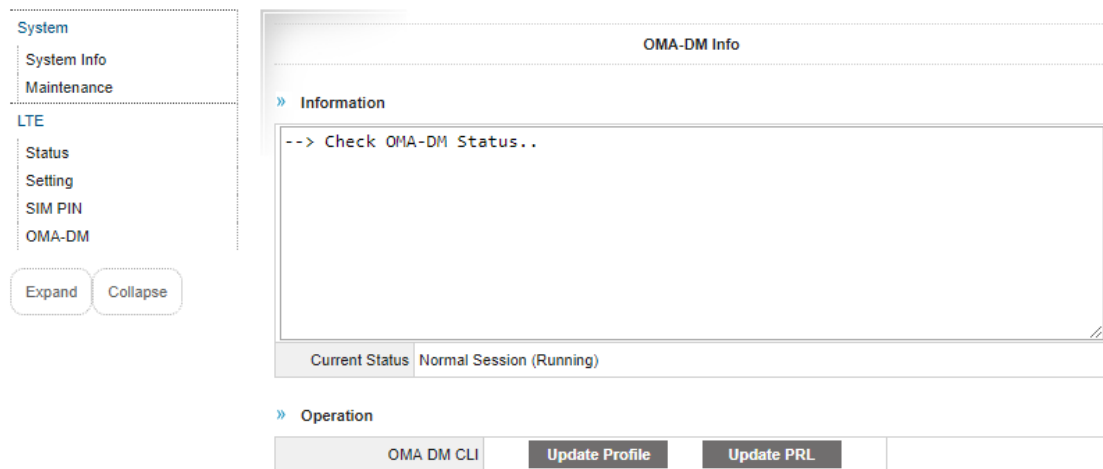 System
System Info
Maintenance
LTE
Status
Setting
SIM PIN
OMA-DM
Expand Collapse
OMA-DM Info
» Information
--> Check OMA-DM Status..
Current Status Normal Session (Running)
» Operation
OMA DM CLI Update Profile Update PRL